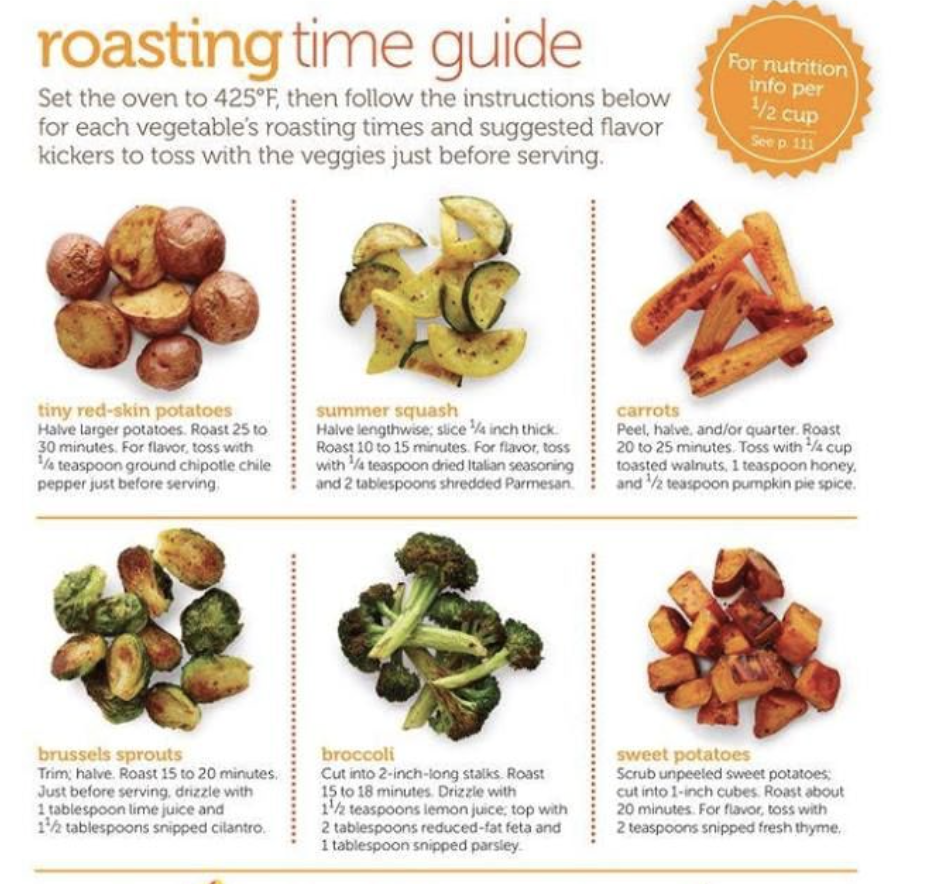 roasting time guide
Set the oven to 425°F, then follow the instructions below
for each vegetable's roasting times and suggested flavor
kickers to toss with the veggies just before serving.
For nutrition
info per
1/2 cup
See p. 111
tiny red-skin potatoes
Halve larger potatoes. Roast 25 to
30 minutes. For flavor, toss with
1/4 teaspoon ground chipotle chile
pepper just before serving.
summer squash
Halve lengthwise; slice 1/4 inch thick.
Roast 10 to 15 minutes. For flavor, toss
with 1/4 teaspoon dried Italian seasoning
and 2 tablespoons shredded Parmesan.
carrots
Peel, halve, and/or quarter. Roast
20 to 25 minutes. Toss with 1/4 cup
toasted walnuts, 1 teaspoon honey,
and 1/2 teaspoon pumpkin pie spice.
brussels sprouts
Trim; halve. Roast 15 to 20 minutes.
Just before serving, drizzle with
1 tablespoon lime juice and
1 1/2 tablespoons snipped cilantro.
broccoli
Cut into 2-inch-long stalks. Roast
15 to 18 minutes. Drizzle with
1 1/2 teaspoons lemon juice; top with
2 tablespoons reduced-fat feta and
1 tablespoon snipped parsley.
sweet potatoes
Scrub unpeeled sweet potatoes;
cut into 1-inch cubes. Roast about
20 minutes. For flavor, toss with
2 teaspoons snipped fresh thyme.